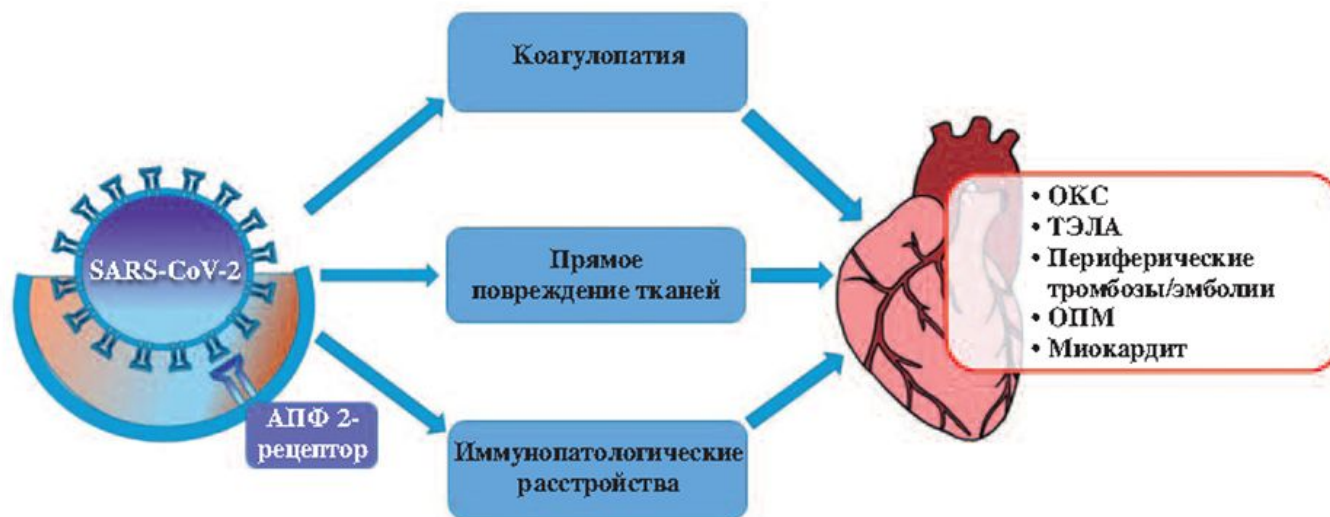 Коагулопатия
SARS-CoV-2
АПФ 2-
рецептор
Прямое
повреждение тканей
Иммунопатологические
расстройства
• ОКС
• ТЭЛА
• Периферические
тромбозы/эмболии
• ОПМ
• Миокардит